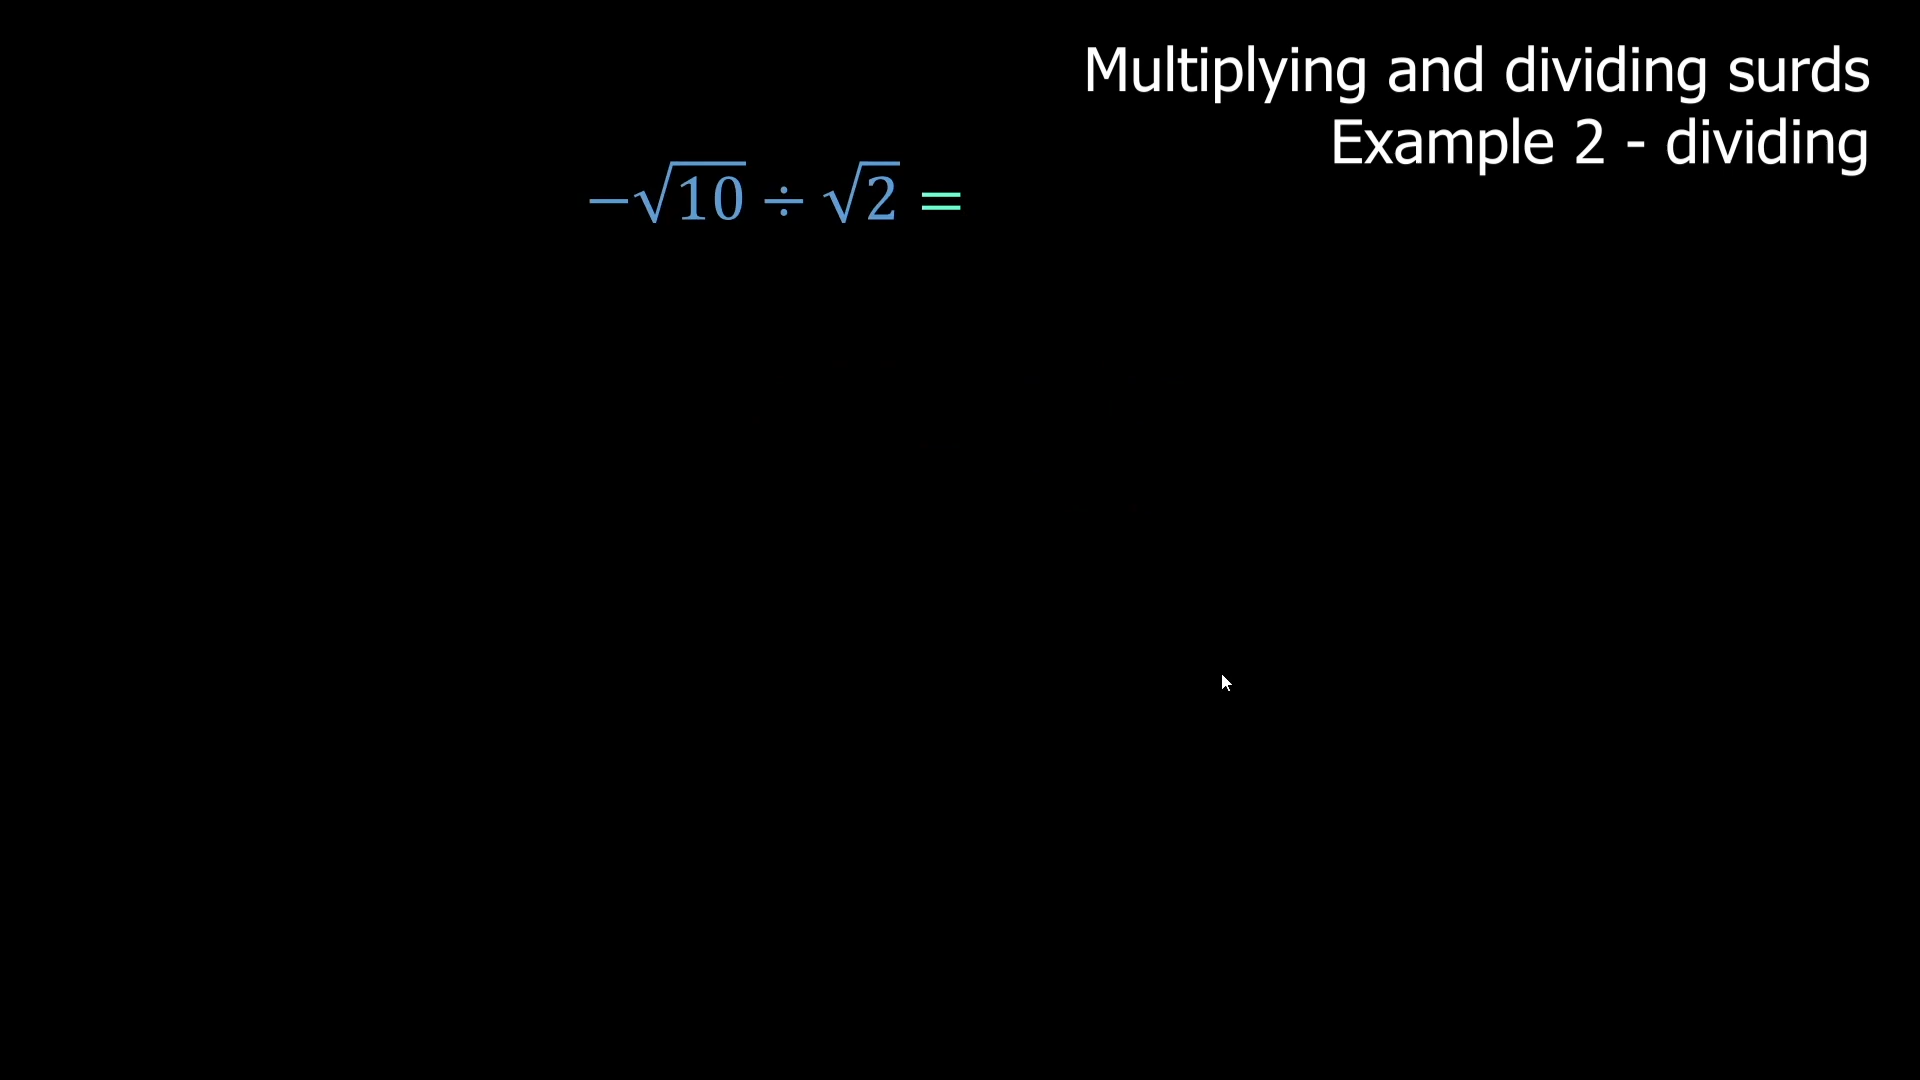 Multiplying and dividing surds
Example 2 - dividing
−√10 ÷ √2 =